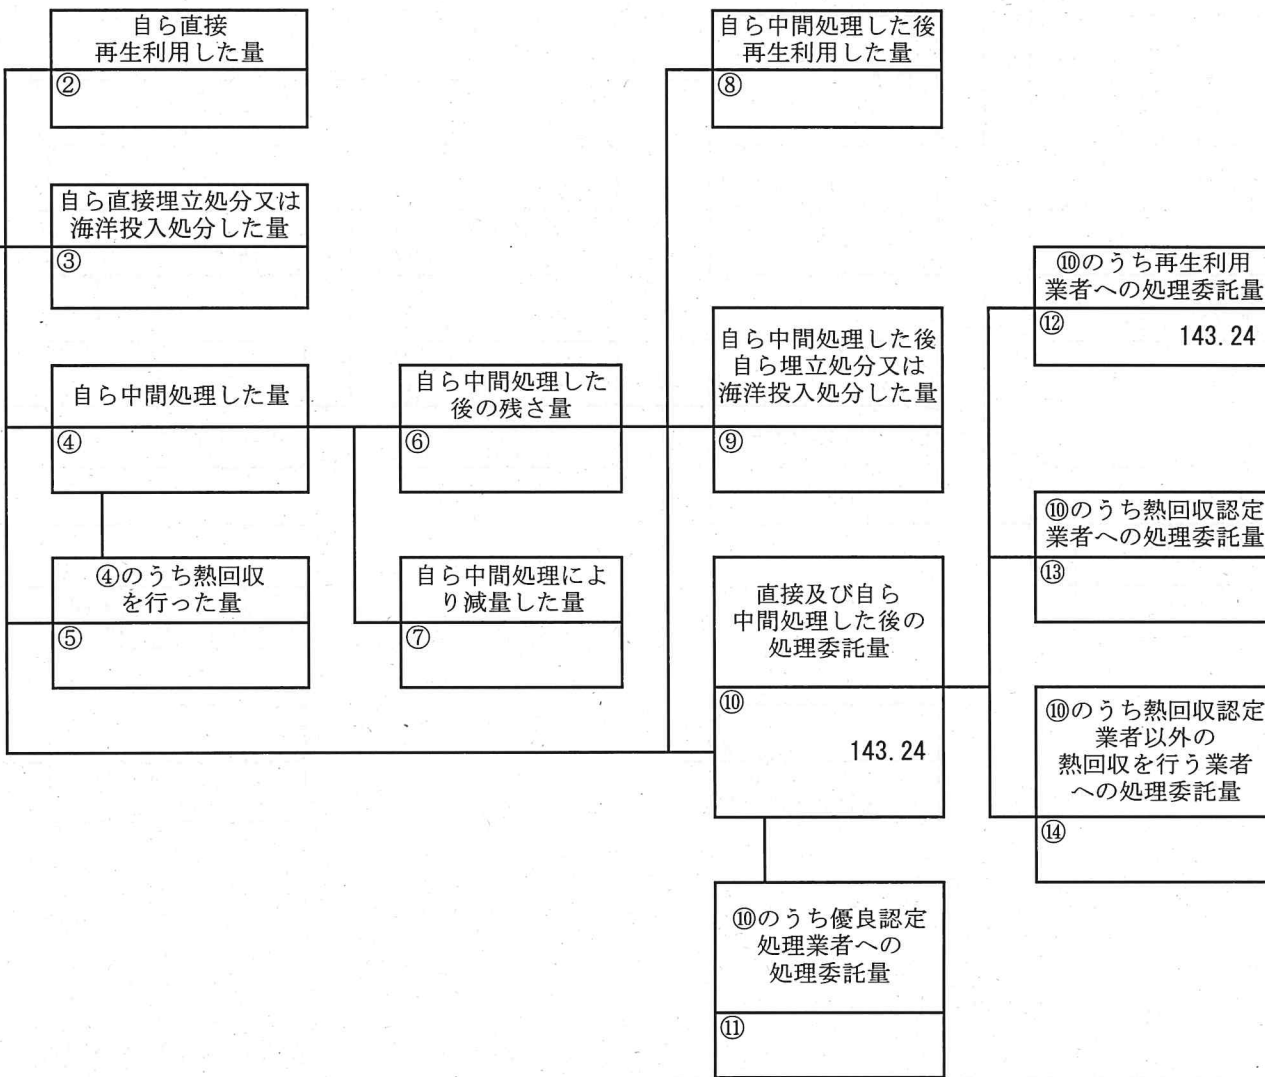 自ら直接
再生利用した量
②
自ら直接埋立処分又は
海洋投入処分した量
③
自ら中間処理した量
④
④のうち熱回収
を行った量
⑤
自ら中間処理した
後の残さ量
⑥
自ら中間処理によ
り減量した量
⑦
自ら中間処理した後
再生利用した量
⑧
自ら中間処理した後
自ら埋立処分又は
海洋投入処分した量
⑨
直接及び自ら
中間処理した後の
処理委託量
⑩
143.24
⑩のうち優良認定
処理業者への
処理委託量
⑪
⑩のうち再生利用
業者への処理委託量
⑫
143.24
⑩のうち熱回収認定
業者への処理委託量
⑬
⑩のうち熱回収認定
業者以外の
熱回収を行う業者
への処理委託量
⑭